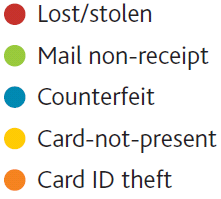 Lost/stolen
Mail non-receipt
Counterfeit
Card-not-present
Card ID theft